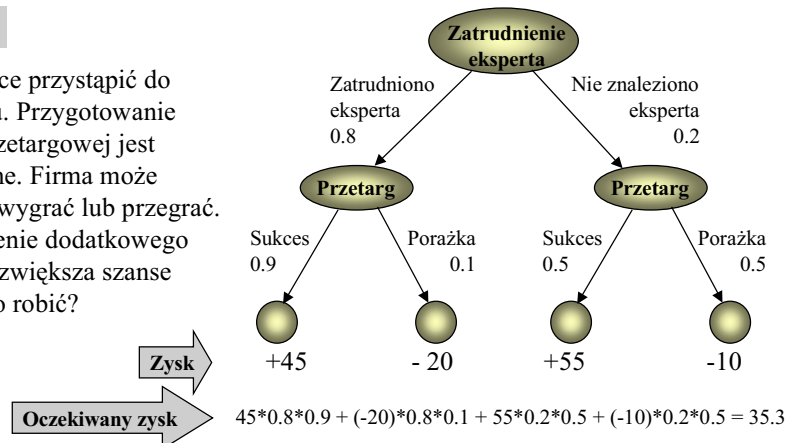 ce przystąpić do
u. Przygotowanie
zetargowej jest
ne. Firma może
wygrać lub przegrać.
enie dodatkowego
zwiększa szanse
o robić?
Zatrudnienie
eksperta
Zatrudniono
eksperta
0.8
Nie znaleziono
eksperta
0.2
Przetarg
Przetarg
Sukces
0.9
Porażka
0.1
Sukces
0.5
Porażka
0.5
Zysk
+45
- 20
+55
-10
Oczekiwany zysk
45*0.8*0.9 + (-20)*0.8*0.1 + 55*0.2*0.5 + (-10)*0.2*0.5 = 35.3